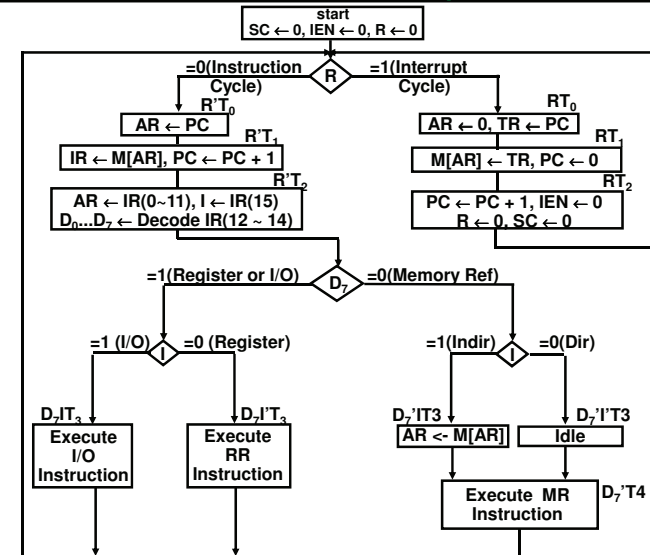 start
SC ← 0, IEN ← 0, R ← 0
R
=0(Instruction
Cycle)
=1(Interrupt
Cycle)
R'T₀
AR ← PC
R'T₁
IR ← M[AR], PC ← PC + 1
R'T₂
AR ← IR(0~11), I ← IR(15)
D₀...D₇ ← Decode IR(12 ~ 14)
RT₀
AR ← 0, TR ← PC
RT₁
M[AR] ← TR, PC ← 0
RT₂
PC ← PC + 1, IEN ← 0
R ← 0, SC ← 0
=1(Register or I/O)
D₇
=0(Memory Ref)
=1 (I/O)
I
=0 (Register)
=1(Indir)
I
=0(Dir)
D₇IT₃
Execute
I/O
Instruction
D₇I'T₃
Execute
RR
Instruction
D₇'IT3
AR <- M[AR]
D₇'I'T3
Idle
Execute MR
Instruction
D₇'T4